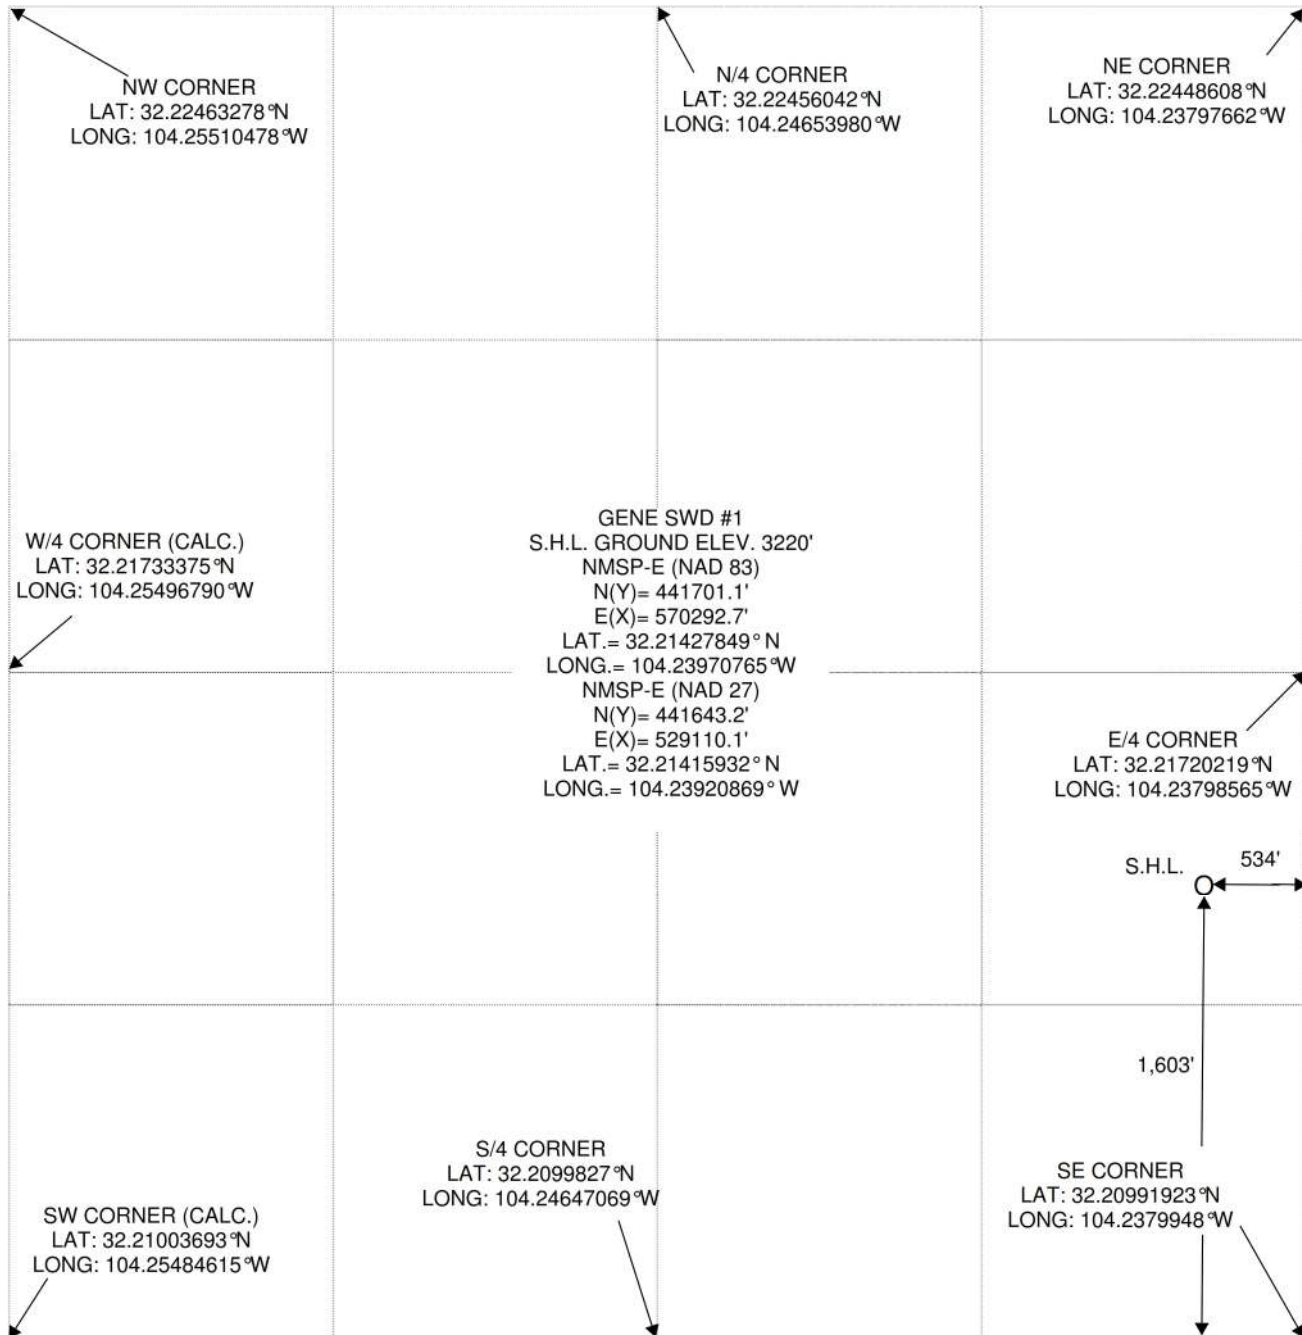 NW CORNER
LAT: 32.22463278°N
LONG: 104.25510478°W
N/4 CORNER
LAT: 32.22456042°N
LONG: 104.24653980°W
NE CORNER
LAT: 32.22448608°N
LONG: 104.23797662°W
W/4 CORNER (CALC.)
LAT: 32.21733375°N
LONG: 104.25496790°W
GENE SWD #1
S.H.L. GROUND ELEV. 3220'
NMSP-E (NAD 83)
N(Y)= 441701.1'
E(X)= 570292.7'
LAT.= 32.21427849° N
LONG.= 104.23970765°W
NMSP-E (NAD 27)
N(Y)= 441643.2'
E(X)= 529110.1'
LAT.= 32.21415932° N
LONG.= 104.23920869° W
E/4 CORNER
LAT: 32.21720219°N
LONG: 104.23798565°W
S.H.L.
534'
1,603'
S/4 CORNER
LAT: 32.2099827°N
LONG: 104.24647069°W
SE CORNER
LAT: 32.20991923°N
LONG: 104.2379948°W
SW CORNER (CALC.)
LAT: 32.21003693°N
LONG: 104.25484615°W